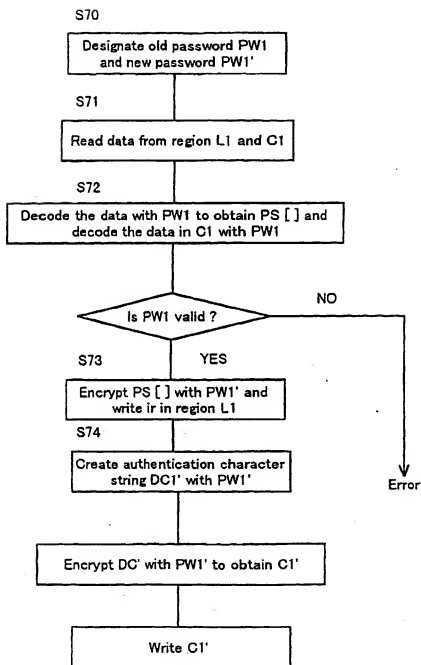 S70
Designate old password PW1
and new password PW1'
S71
Read data from region L1 and C1
S72
Decode the data with PW1 to obtain PS [ ] and
decode the data in C1 with PW1
Is PW1 valid ?
NO
YES
S73
Encrypt PS [ ] with PW1' and
write ir in region L1
S74
Create authentication character
string DC1' with PW1'
Error
Encrypt DC' with PW1' to obtain C1'
Write C1'